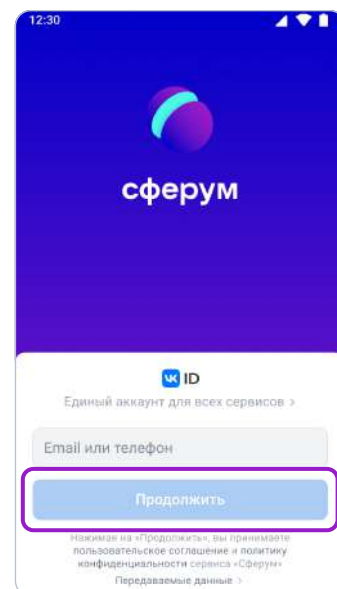 12:30
сферум
VK ID
Единый аккаунт для всех сервисов >
Email или телефон
Продолжить
Нажимая на «Продолжить», вы принимаете
пользовательское соглашение и политику
конфиденциальности сервиса «Сферум»
Передаваемые данные >